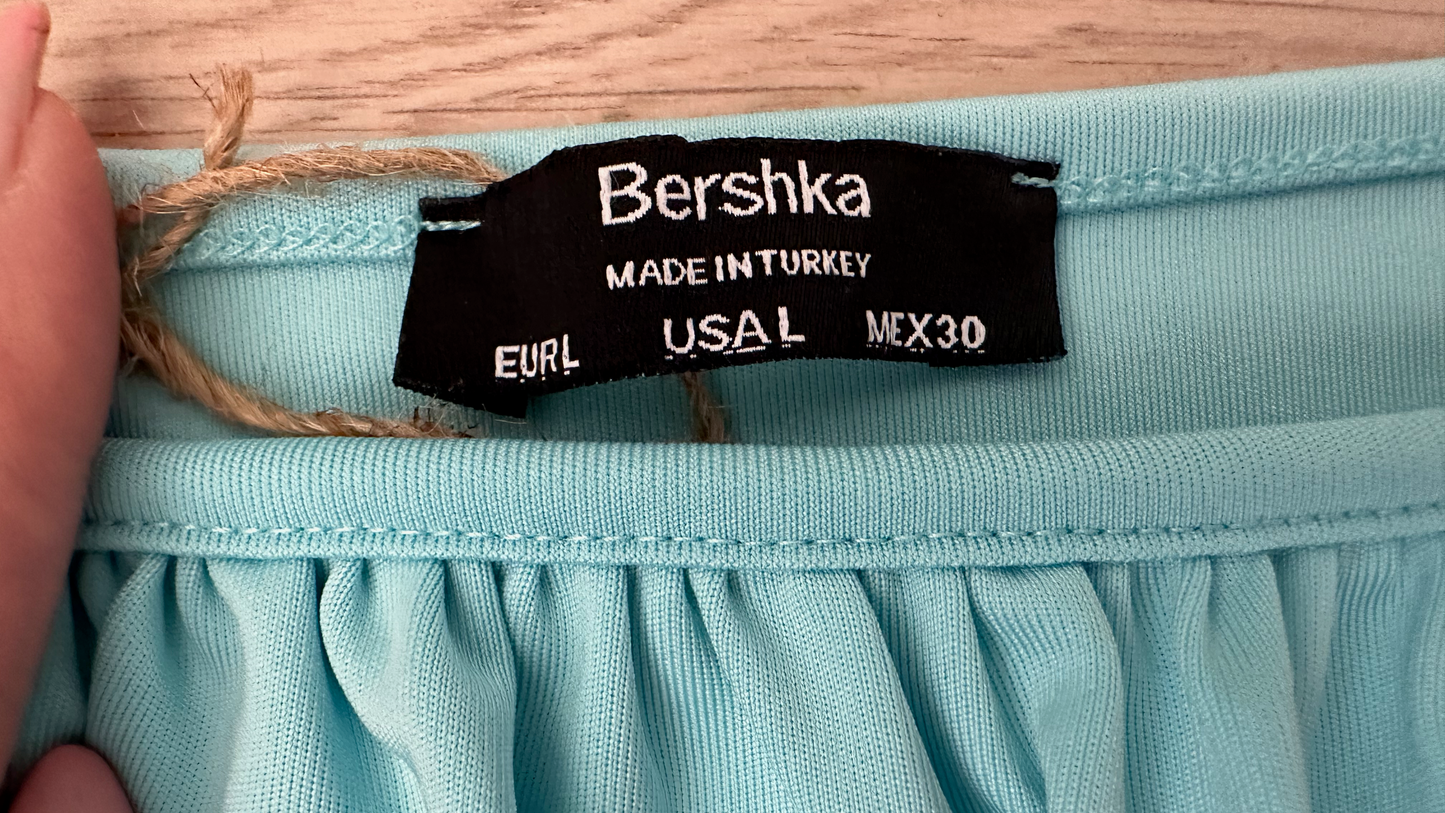 Bershka
MADE IN TURKEY
EUR L USA L MEX 30